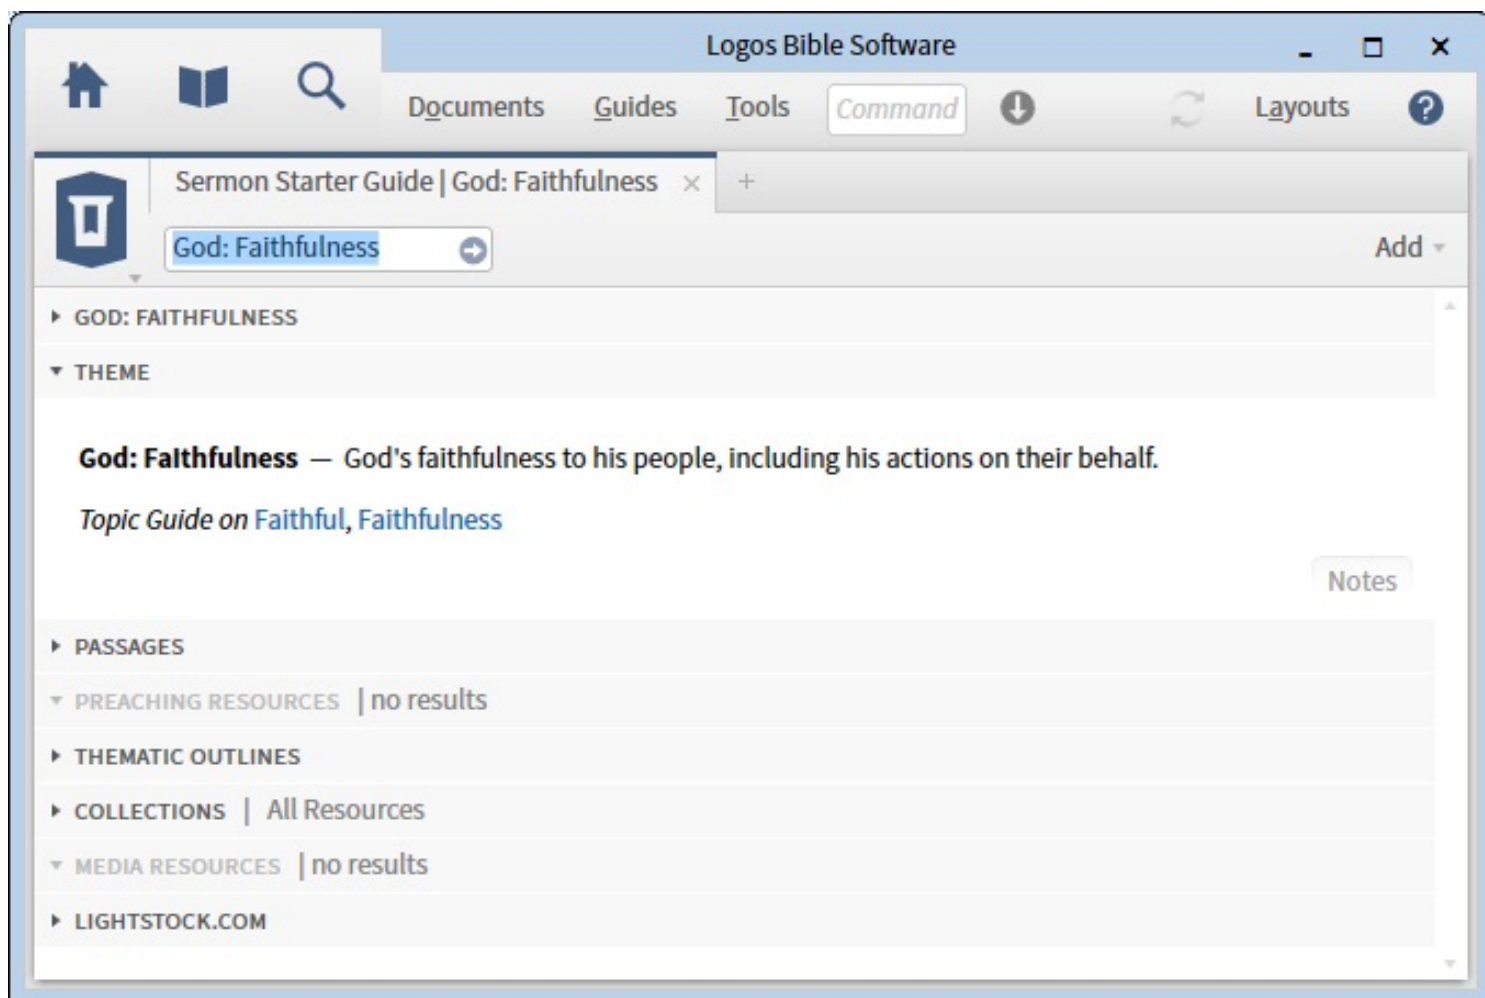 Logos Bible Software
Documents Guides Tools Command Layouts ?
Sermon Starter Guide | God: Faithfulness × +
God: Faithfulness Add
GOD: FAITHFULNESS
THEME
God: Faithfulness — God's faithfulness to his people, including his actions on their behalf.
Topic Guide on Faithful, Faithfulness
Notes
PASSAGES
PREACHING RESOURCES | no results
THEMATIC OUTLINES
COLLECTIONS | All Resources
MEDIA RESOURCES | no results
LIGHTSTOCK.COM